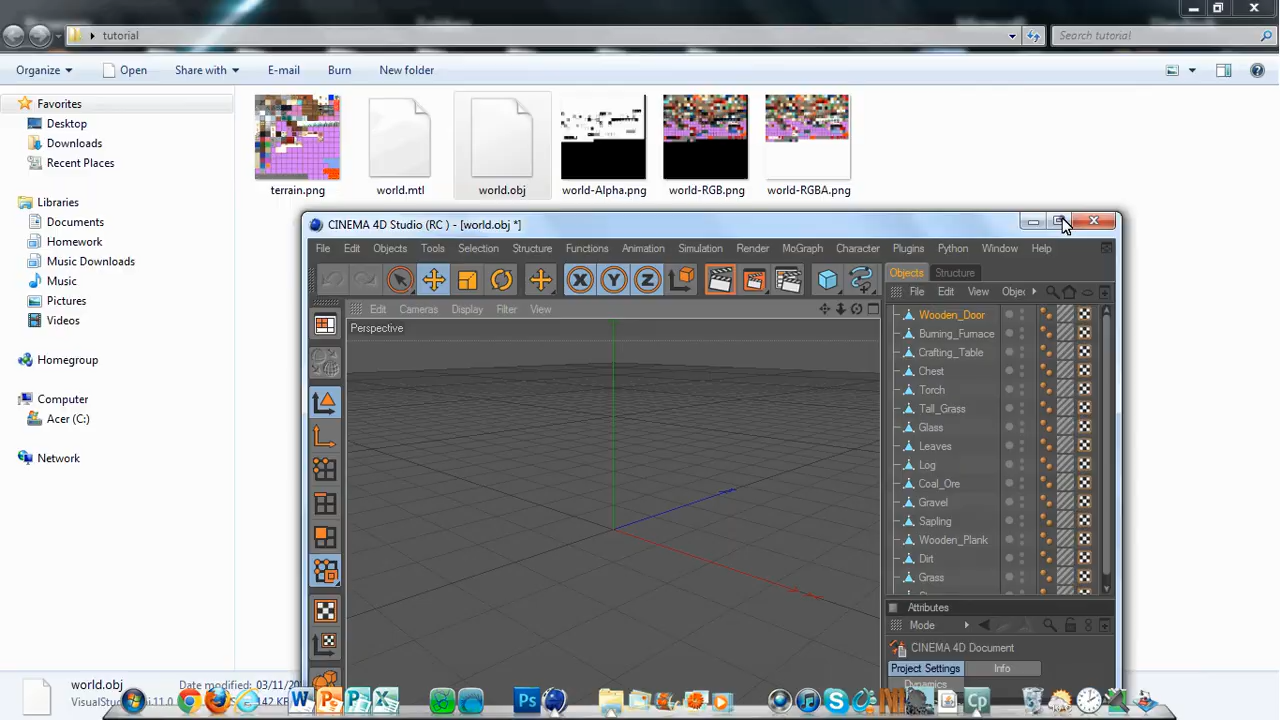 tutorial
Search tutorial
Organize Open Share with E-mail Burn New folder
Favorites
Desktop
Downloads
Recent Places
Libraries
Documents
Homework
Music Downloads
Music
Pictures
Videos
Homegroup
Computer
Acer (C:)
Network
terrain.png world.mtl world.obj world-Alpha.png world-RGB.png world-RGBA.png
CINEMA 4D Studio (RC ) - [world.obj *]
File Edit Objects Tools Selection Structure Functions Animation Simulation Render MoGraph Character Plugins Python Window Help
X Y Z
Objects Structure
File Edit View Objec
Edit Cameras Display Filter View
Perspective
Wooden_Door
Burning_Furnace
Crafting_Table
Chest
Torch
Tall_Grass
Glass
Leaves
Log
Coal_Ore
Gravel
Sapling
Wooden_Plank
Dirt
Grass
Attributes
Mode
CINEMA 4D Document
Project Settings Info
Dynamics
world.obj Date modified: 03/11/20
Ps
Cp